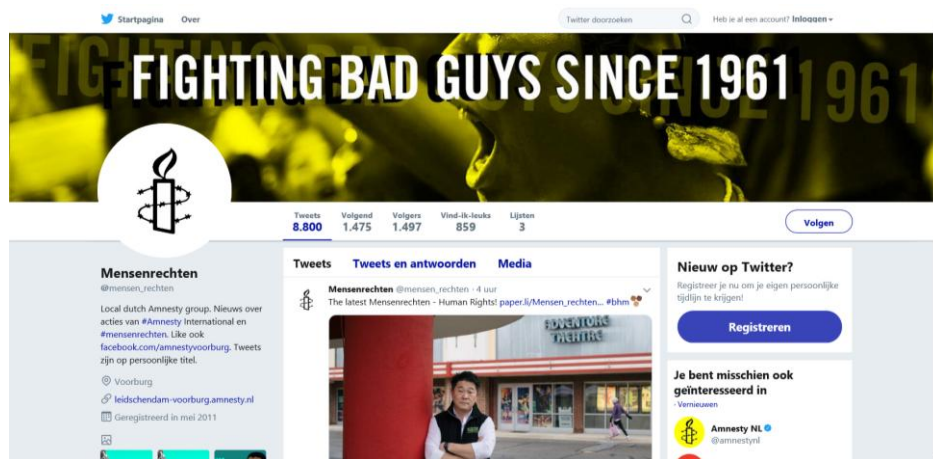 Startpagina Over
Twitter doorzoeken
Heb je al een account? Inloggen
FIGHTING BAD GUYS SINCE 1961
Tweets Volgend Volgers Vind-ik-leuks Lijsten
8.800 1.475 1.497 859 3
Volgen
Mensenrechten
@mensen_rechten
Local dutch Amnesty group. Nieuws over
acties van #Amnesty International en
#mensenrechten. Like ook
facebook.com/amnestyvoorburg. Tweets
zijn op persoonlijke titel.
Voorburg
leidschendam-voorburg.amnesty.nl
Geregistreerd in mei 2011
Tweets Tweets en antwoorden Media
Mensenrechten @mensen_rechten · 4 uur
The latest Mensenrechten - Human Rights! paper.li/Mensen_rechten... #bhm
ADVENTURE
THEATRE
Nieuw op Twitter?
Registreer je nu om je eigen persoonlijke
tijdlijn te krijgen!
Registreren
Je bent misschien ook
geïnteresseerd in
· Vernieuwen
Amnesty NL
@amnestynl